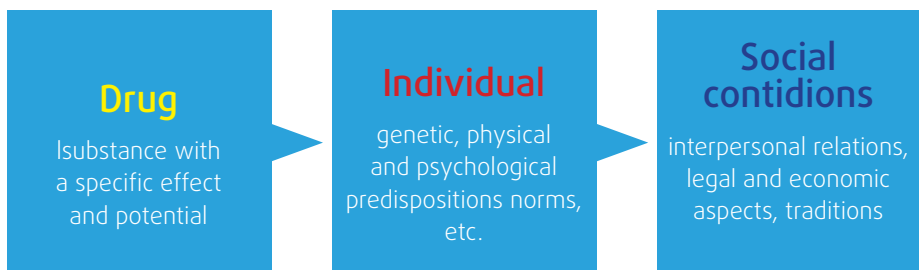 Drug
Isubstance with
a specific effect
and potential
Individual
genetic, physical
and psychological
predispositions norms,
etc.
Social
contidions
interpersonal relations,
legal and economic
aspects, traditions